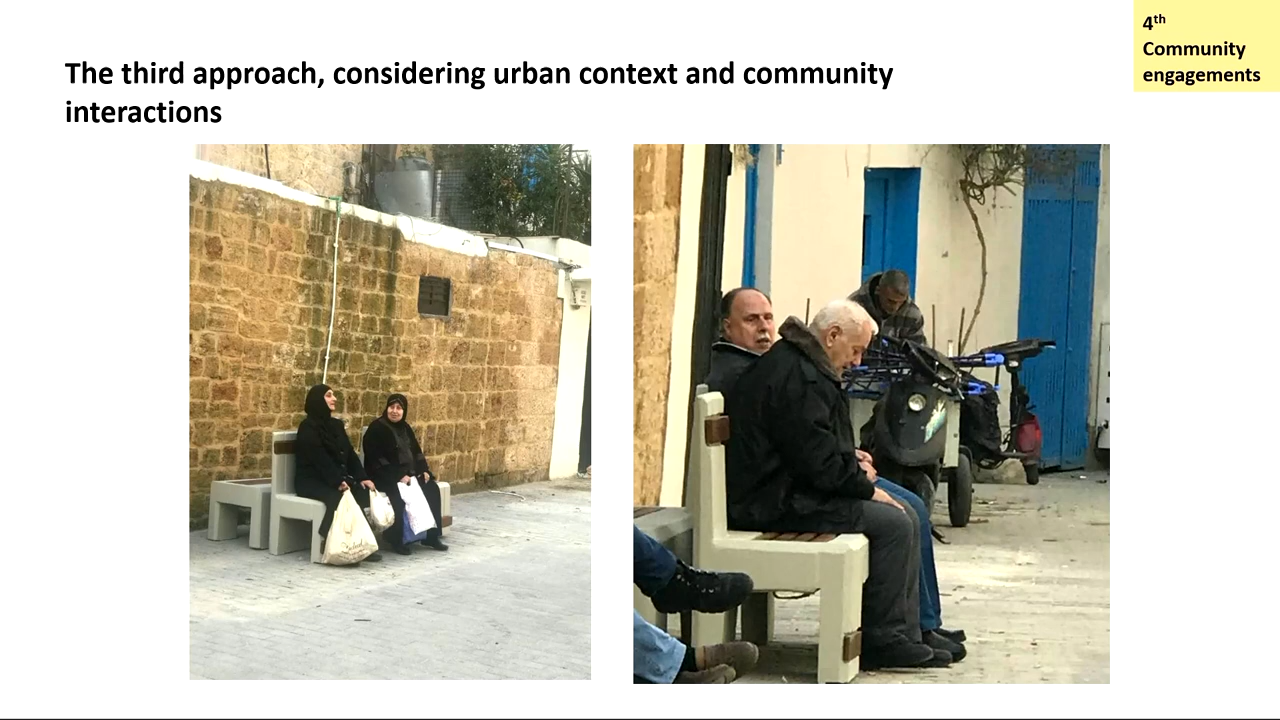 The third approach, considering urban context and community
interactions
4th
Community
engagements